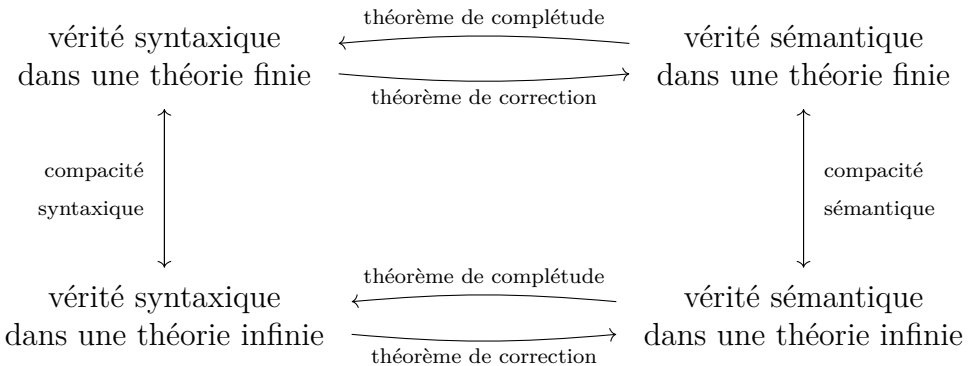 théorème de complétude
vérité syntaxique
dans une théorie finie
vérité sémantique
dans une théorie finie
théorème de correction
compacité
syntaxique
compacité
sémantique
théorème de complétude
vérité syntaxique
dans une théorie infinie
vérité sémantique
dans une théorie infinie
théorème de correction